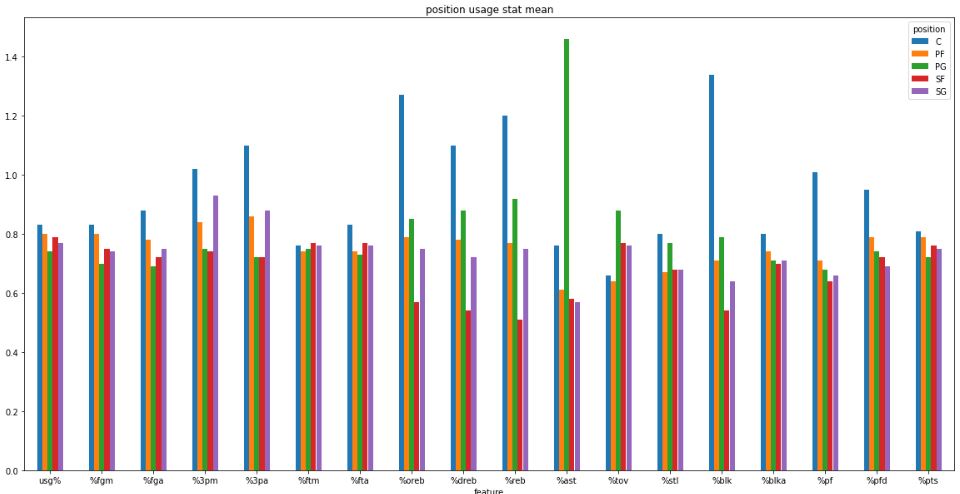 position usage stat mean
position
C
PF
PG
SF
SG
1.4
1.2
1.0
0.8
0.6
0.4
0.2
0.0
usg% %fgm %fga %3pm %3pa %ftm %fta %oreb %dreb %reb %ast %tov %stl %blk %blka %pf %pfd %pts
feature